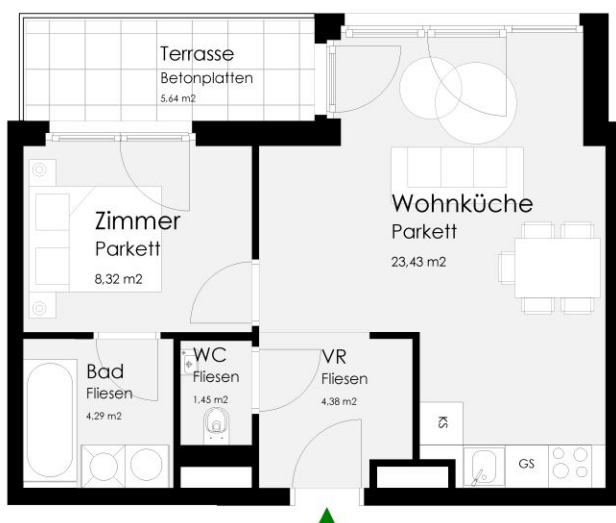 Terrasse
Betonplatten
5.64 m2
Zimmer
Parkett
8,32 m2
Wohnküche
Parkett
23,43 m2
Bad
Fliesen
4.29 m2
WC
Fliesen
1,45 m2
VR
Fliesen
4,38 m2
KS
GS